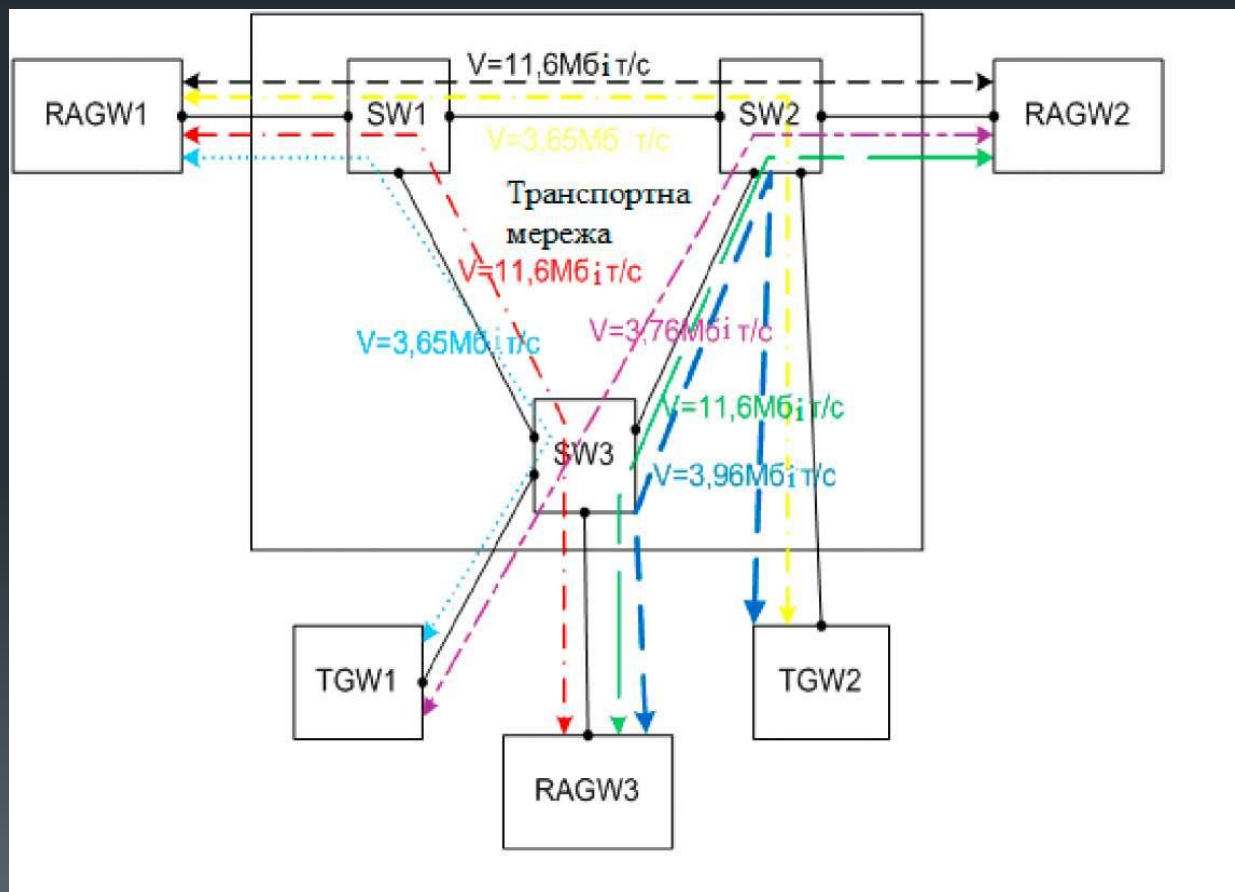 V=11,6Мбіт/с
RAGW1
SW1
SW2
RAGW2
V=3,65Мб т/с
Транспортна
мережа
V=11,6Мбіт/с
V=3,65Мбіт/с
V=3,76Мбіт/с
V=11,6Мбіт/с
SW3
V=3,96Мбіт/с
TGW1
TGW2
RAGW3